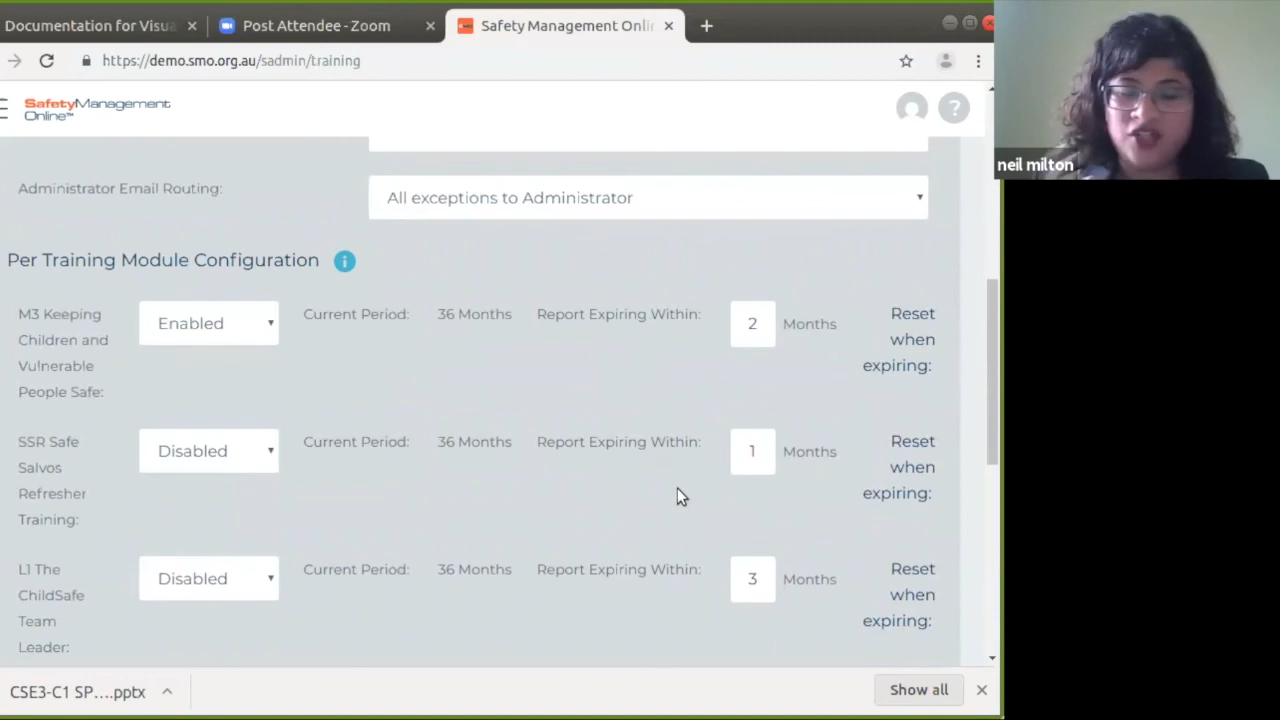 Documentation for Visua
Post Attendee - Zoom
Safety Management Onli
https://demo.smo.org.au/sadmin/training
SafetyManagement
Online™
?
neil milton
Administrator Email Routing:
All exceptions to Administrator
Per Training Module Configuration
i
M3 Keeping
Children and
Vulnerable
People Safe:
Enabled
Current Period:
36 Months
Report Expiring Within:
2
Months
Reset
when
expiring:
SSR Safe
Salvos
Refresher
Training:
Disabled
Current Period:
36 Months
Report Expiring Within:
1
Months
Reset
when
expiring:
L1 The
ChildSafe
Team
Leader:
Disabled
Current Period:
36 Months
Report Expiring Within:
3
Months
Reset
when
expiring:
CSE3-C1 SP....pptx
Show all